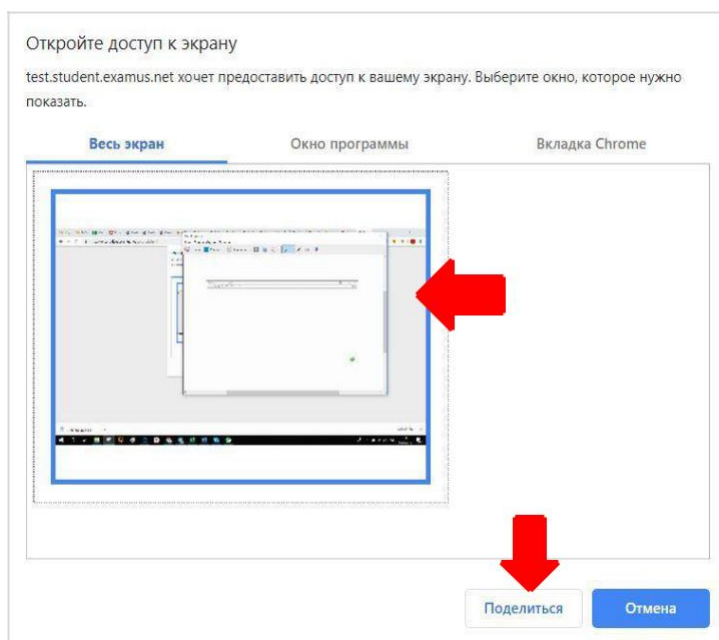 Откройте доступ к экрану
test.student.examus.net хочет предоставить доступ к вашему экрану. Выберите окно, которое нужно
показать.
Весь экран Окно программы Вкладка Chrome
Поделиться Отмена